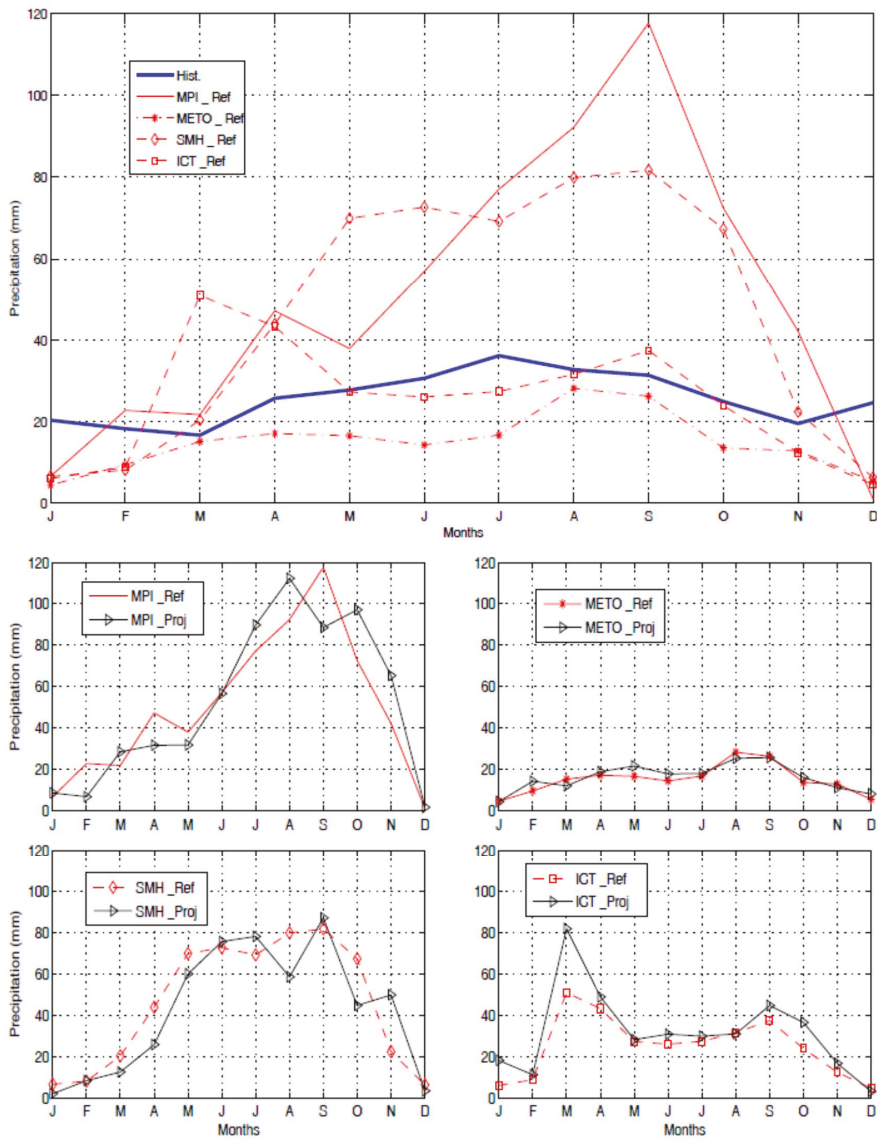 120
100
80
60
40
20
0
Precipitation (mm)
Hist.
MPI _ Ref
METO _ Ref
SMH _Ref
ICT _Ref
J F M A M J J A S O N D
Months
120
100
80
60
40
20
0
Precipitation (mm)
MPI _Ref
MPI _Proj
J F M A M J J A S O N D
120
100
80
60
40
20
0
METO _Ref
METO _Proj
J F M A M J J A S O N D
120
100
80
60
40
20
0
Precipitation (mm)
SMH _Ref
SMH _Proj
J F M A M J J A S O N D
Months
120
100
80
60
40
20
0
ICT _Ref
ICT _Proj
J F M A M J J A S O N D
Months